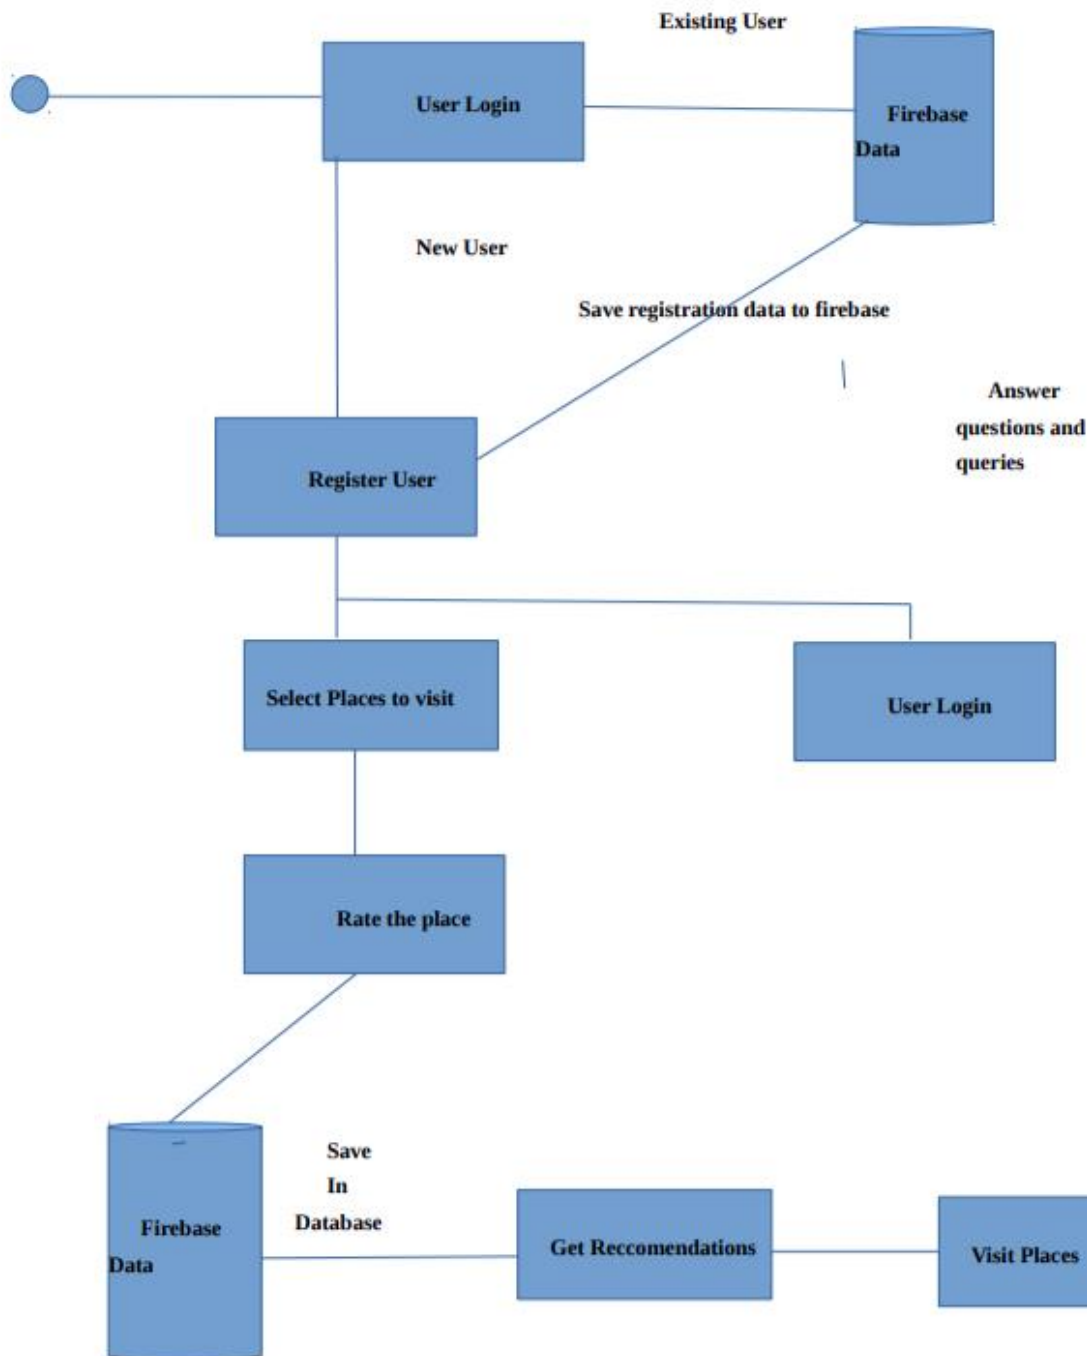 Existing User
User Login
Firebase
Data
New User
Save registration data to firebase
Answer
questions and
queries
Register User
Select Places to visit
User Login
Rate the place
Save
In
Database
Firebase
Data
Get Reccomendations
Visit Places